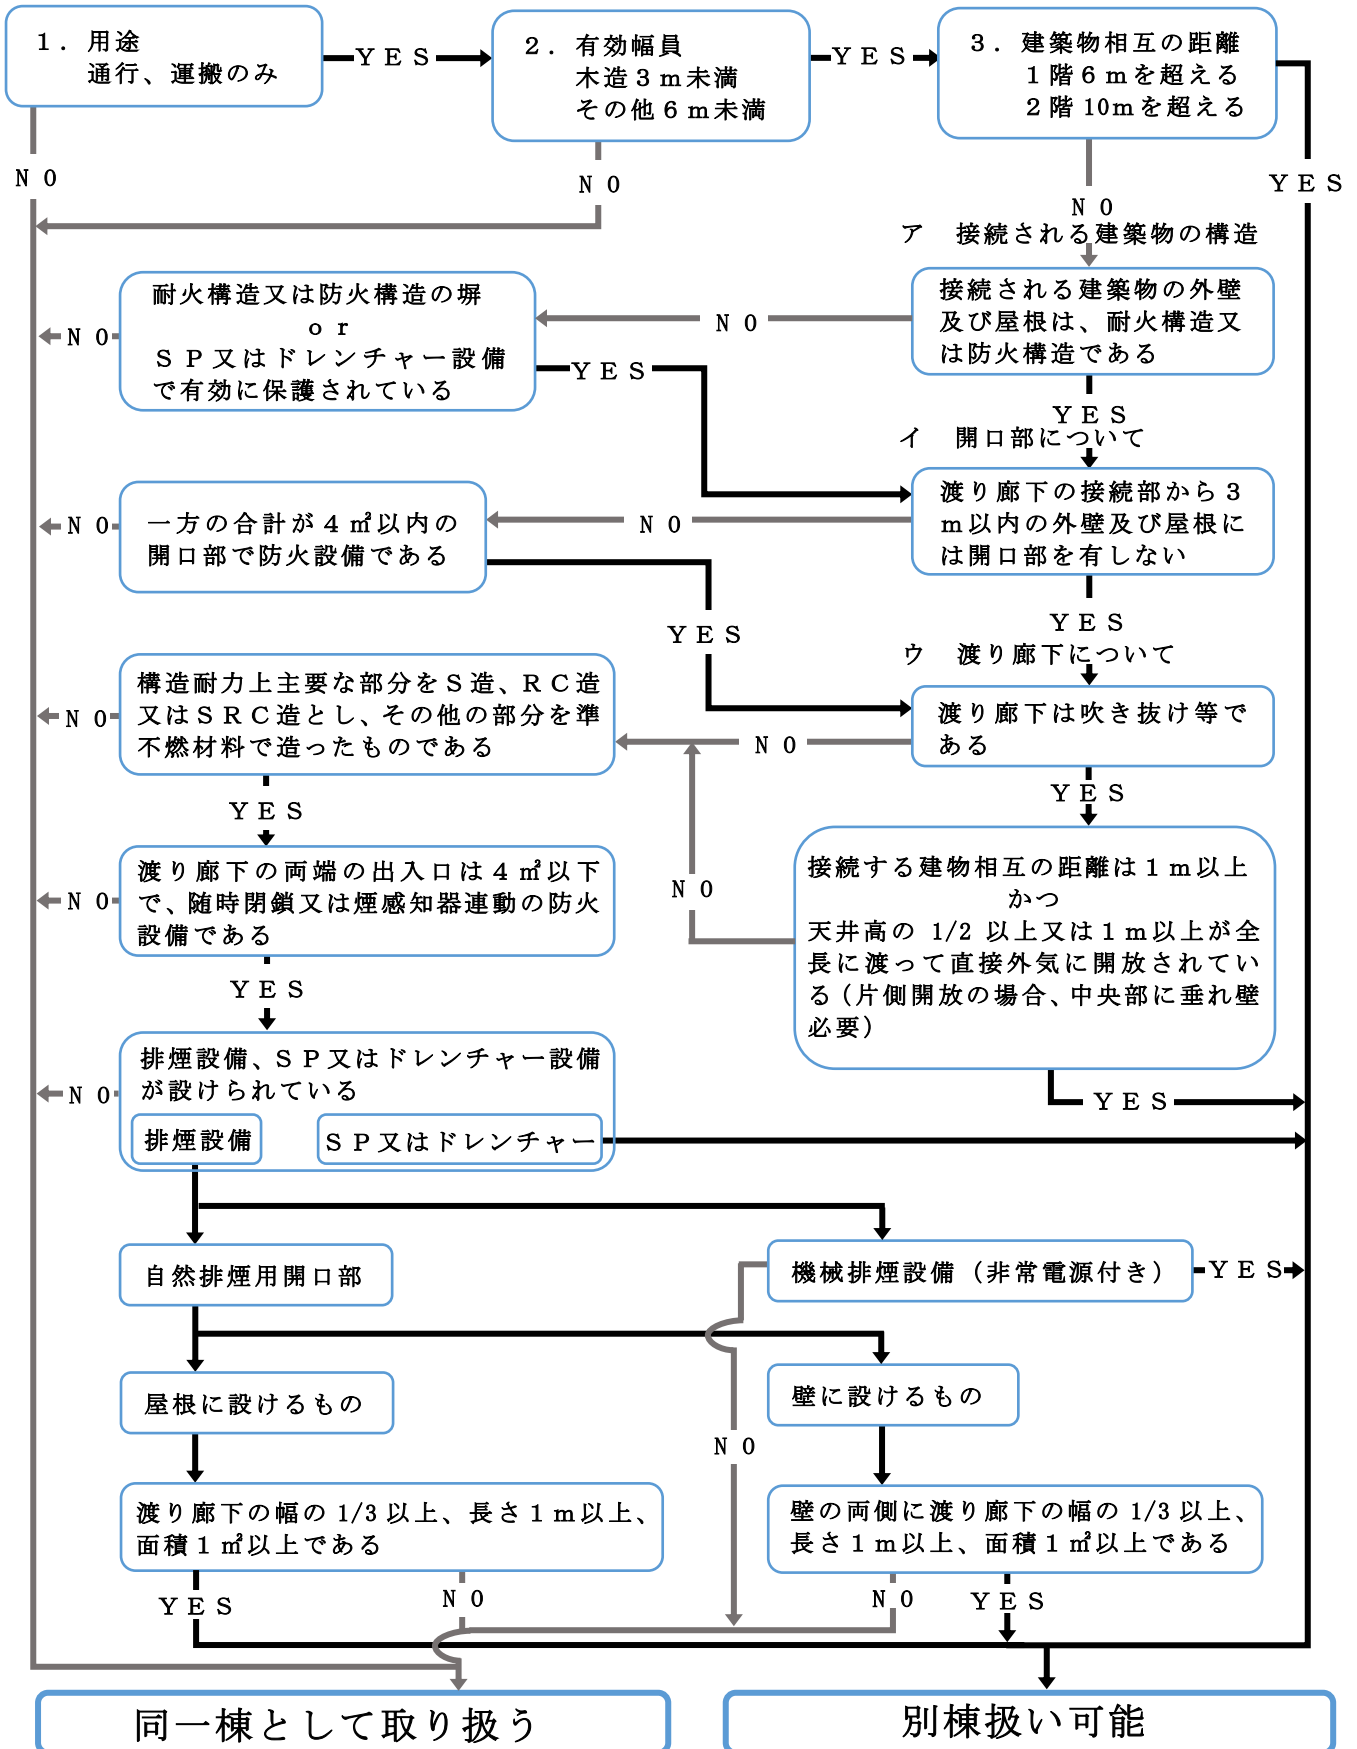 １．用途
通行、運搬のみ
ＹＥＳ
２．有効幅員
木造３ｍ未満
その他６ｍ未満
ＹＥＳ
３．建築物相互の距離
１階６ｍを超える
２階10ｍを超える
ＮＯ
ＮＯ
ＮＯ
ＹＥＳ
ア　接続される建築物の構造
接続される建築物の外壁
及び屋根は、耐火構造又
は防火構造である
ＮＯ
耐火構造又は防火構造の塀
ｏｒ
ＳＰ又はドレンチャー設備
で有効に保護されている
ＮＯ
ＹＥＳ
ＹＥＳ
イ　開口部について
渡り廊下の接続部から３
ｍ以内の外壁及び屋根に
は開口部を有しない
ＮＯ
一方の合計が４㎡以内の
開口部で防火設備である
ＮＯ
ＹＥＳ
ＹＥＳ
ウ　渡り廊下について
渡り廊下は吹き抜け等で
ある
ＮＯ
構造耐力上主要な部分をＳ造、ＲＣ造
又はＳＲＣ造とし、その他の部分を準
不燃材料で造ったものである
ＮＯ
ＹＥＳ
ＹＥＳ
接続する建物相互の距離は１ｍ以上
かつ
天井高の 1/2 以上又は１ｍ以上が全
長に渡って直接外気に開放されてい
る（片側開放の場合、中央部に垂れ壁
必要）
ＮＯ
ＹＥＳ
渡り廊下の両端の出入口は４㎡以下
で、随時閉鎖又は煙感知器連動の防火
設備である
ＮＯ
ＹＥＳ
排煙設備、ＳＰ又はドレンチャー設備
が設けられている
ＮＯ
排煙設備
ＳＰ又はドレンチャー
自然排煙用開口部
機械排煙設備（非常電源付き）
ＹＥＳ
屋根に設けるもの
壁に設けるもの
ＮＯ
渡り廊下の幅の 1/3 以上、長さ１ｍ以上、
面積１㎡以上である
壁の両側に渡り廊下の幅の 1/3 以上、
長さ１ｍ以上、面積１㎡以上である
ＹＥＳ
ＮＯ
ＮＯ
ＹＥＳ
同一棟として取り扱う
別棟扱い可能